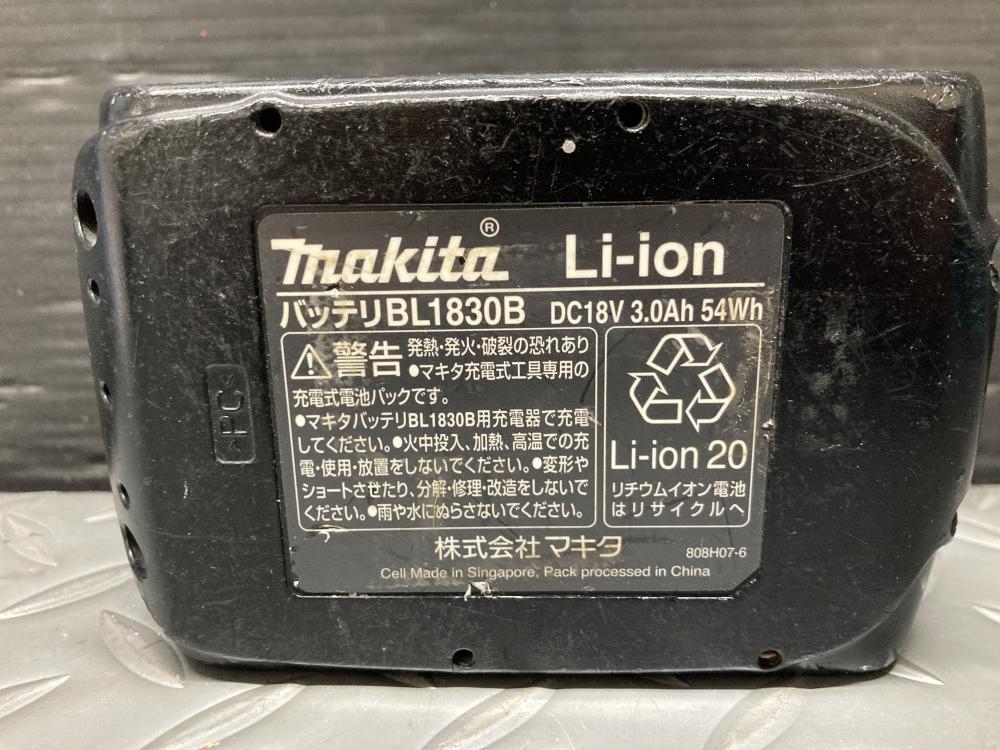 makita® Li-ion
バッテリBL1830B DC18V 3.0Ah 54Wh
警告 発熱・発火・破裂の恐れあり
●マキタ充電式工具専用の
充電式電池パックです。
●マキタバッテリBL1830B用充電器で充電
してください。●火中投入、加熱、高温での充
電・使用・放置をしないでください。●変形や
ショートさせたり、分解・修理・改造をしないで
ください。●雨や水にぬらさないでください。
Li-ion 20
リチウムイオン電池
はリサイクルへ
株式会社マキタ 808H07-6
Cell Made in Singapore, Pack processed in China
>PC<